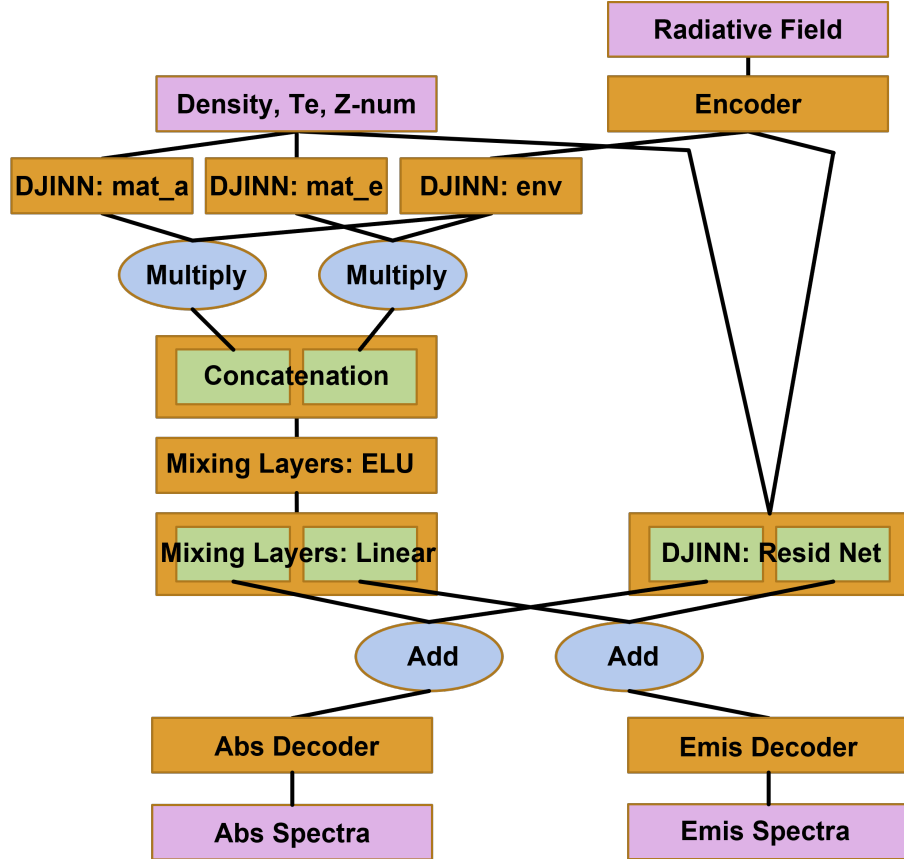 Radiative Field
Density, Te, Z-num
Encoder
DJINN: mat_a
DJINN: mat_e
DJINN: env
Multiply
Multiply
Concatenation
Mixing Layers: ELU
Mixing Layers: Linear
DJINN: Resid Net
Add
Add
Abs Decoder
Emis Decoder
Abs Spectra
Emis Spectra